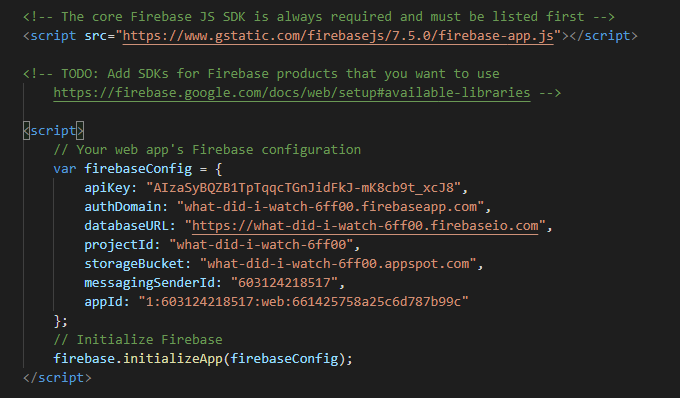 <!-- The core Firebase JS SDK is always required and must be listed first -->
<script src="https://www.gstatic.com/firebasejs/7.5.0/firebase-app.js"></script>
<!-- TODO: Add SDKs for Firebase products that you want to use
https://firebase.google.com/docs/web/setup#available-libraries -->
<script>
// Your web app's Firebase configuration
var firebaseConfig = {
apiKey: "AIzaSyBQZB1TpTqqcTGnJidFkJ-mK8cb9t_xcJ8",
authDomain: "what-did-i-watch-6ff00.firebaseapp.com",
databaseURL: "https://what-did-i-watch-6ff00.firebaseio.com",
projectId: "what-did-i-watch-6ff00",
storageBucket: "what-did-i-watch-6ff00.appspot.com",
messagingSenderId: "603124218517",
appId: "1:603124218517:web:661425758a25c6d787b99c"
};
// Initialize Firebase
firebase.initializeApp(firebaseConfig);
</script>